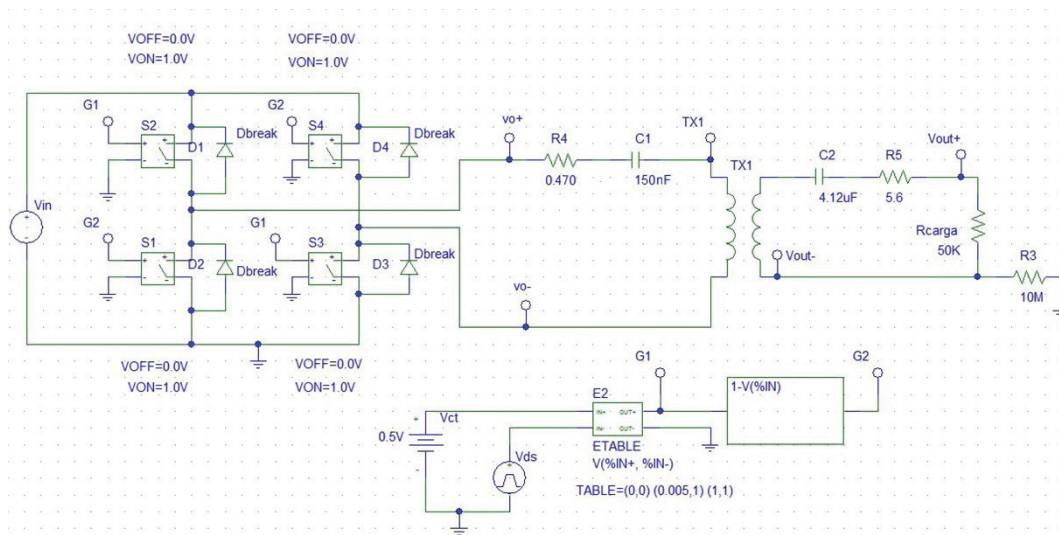 VOFF=0.0V VOFF=0.0V
VON=1.0V VON=1.0V
G1 S2 D1 Dbreak G2 S4 D4 Dbreak
Vin
G2 S1 D2 Dbreak G1 S3 D3 Dbreak
VOFF=0.0V VOFF=0.0V
VON=1.0V VON=1.0V
vo+ R4 C1 TX1
0.470 150nF TX1
C2 R5 Vout+
4.12uF 5.6
Rcarga
50K R3
Vout-
10M
vo-
G1 G2
E2 1-V(%IN)
Vct IN+ OUT+
0.5V IN- OUT-
Vds ETABLE
V(%IN+, %IN-)
TABLE=(0,0) (0.005,1) (1,1)